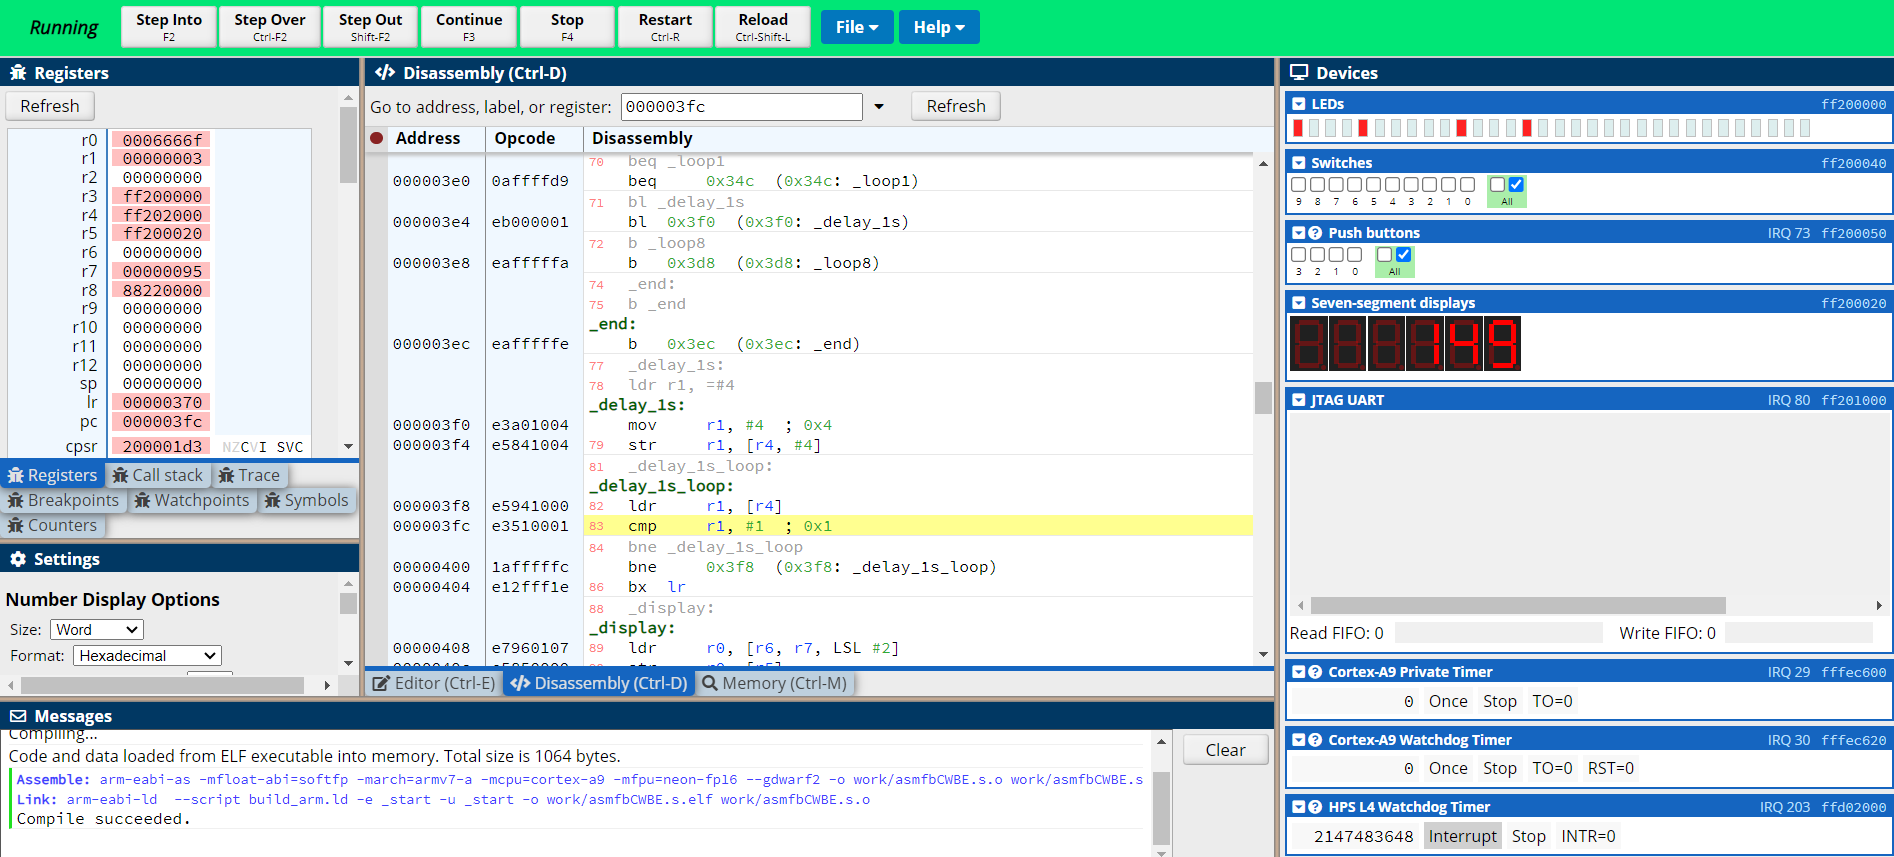 Running
Step Into
F2
Step Over
Ctrl-F2
Step Out
Shift-F2
Continue
F3
Stop
F4
Restart
Ctrl-R
Reload
Ctrl-Shift-L
File
Help
Registers
Refresh
r0 0006666f
r1 00000003
r2 00000000
r3 ff200000
r4 ff202000
r5 ff200020
r6 00000000
r7 00000095
r8 88220000
r9 00000000
r10 00000000
r11 00000000
r12 00000000
sp 00000000
lr 00000370
pc 000003fc
cpsr 200001d3 NZCVI SVC
Registers Call stack Trace
Breakpoints Watchpoints Symbols
Counters
Settings
Number Display Options
Size: Word
Format: Hexadecimal
Disassembly (Ctrl-D)
Go to address, label, or register: 000003fc Refresh
Address Opcode Disassembly
70 beq _loop1
000003e0 0affffd9 beq 0x34c (0x34c: _loop1)
71 bl _delay_1s
000003e4 eb000001 bl 0x3f0 (0x3f0: _delay_1s)
72 b _loop8
000003e8 eafffffa b 0x3d8 (0x3d8: _loop8)
74 _end:
75 b _end
_end:
000003ec eafffffe b 0x3ec (0x3ec: _end)
77 _delay_1s:
78 ldr r1, =#4
_delay_1s:
000003f0 e3a01004 mov r1, #4 ; 0x4
000003f4 e5841004 79 str r1, [r4, #4]
81 _delay_1s_loop:
_delay_1s_loop:
000003f8 e5941000 82 ldr r1, [r4]
000003fc e3510001 83 cmp r1, #1 ; 0x1
84 bne _delay_1s_loop
00000400 1afffffc bne 0x3f8 (0x3f8: _delay_1s_loop)
00000404 e12fff1e 86 bx lr
88 _display:
_display:
00000408 e7960107 89 ldr r0, [r6, r7, LSL #2]
Editor (Ctrl-E) Disassembly (Ctrl-D) Memory (Ctrl-M)
Messages
Compiling...
Code and data loaded from ELF executable into memory. Total size is 1064 bytes.
Assemble: arm-eabi-as -mfloat-abi=softfp -march=armv7-a -mcpu=cortex-a9 -mfpu=neon-fp16 --gdwarf2 -o work/asmfbCWBE.s.o work/asmfbCWBE.s
Link: arm-eabi-ld --script build_arm.ld -e _start -u _start -o work/asmfbCWBE.s.elf work/asmfbCWBE.s.o
Compile succeeded.
Clear
Devices
LEDs ff200000
Switches ff200040
9 8 7 6 5 4 3 2 1 0 All
Push buttons IRQ 73 ff200050
3 2 1 0 All
Seven-segment displays ff200020
149
JTAG UART IRQ 80 ff201000
Read FIFO: 0 Write FIFO: 0
Cortex-A9 Private Timer IRQ 29 fffec600
0 Once Stop TO=0
Cortex-A9 Watchdog Timer IRQ 30 fffec620
0 Once Stop TO=0 RST=0
HPS L4 Watchdog Timer IRQ 203 ffd02000
2147483648 Interrupt Stop INTR=0